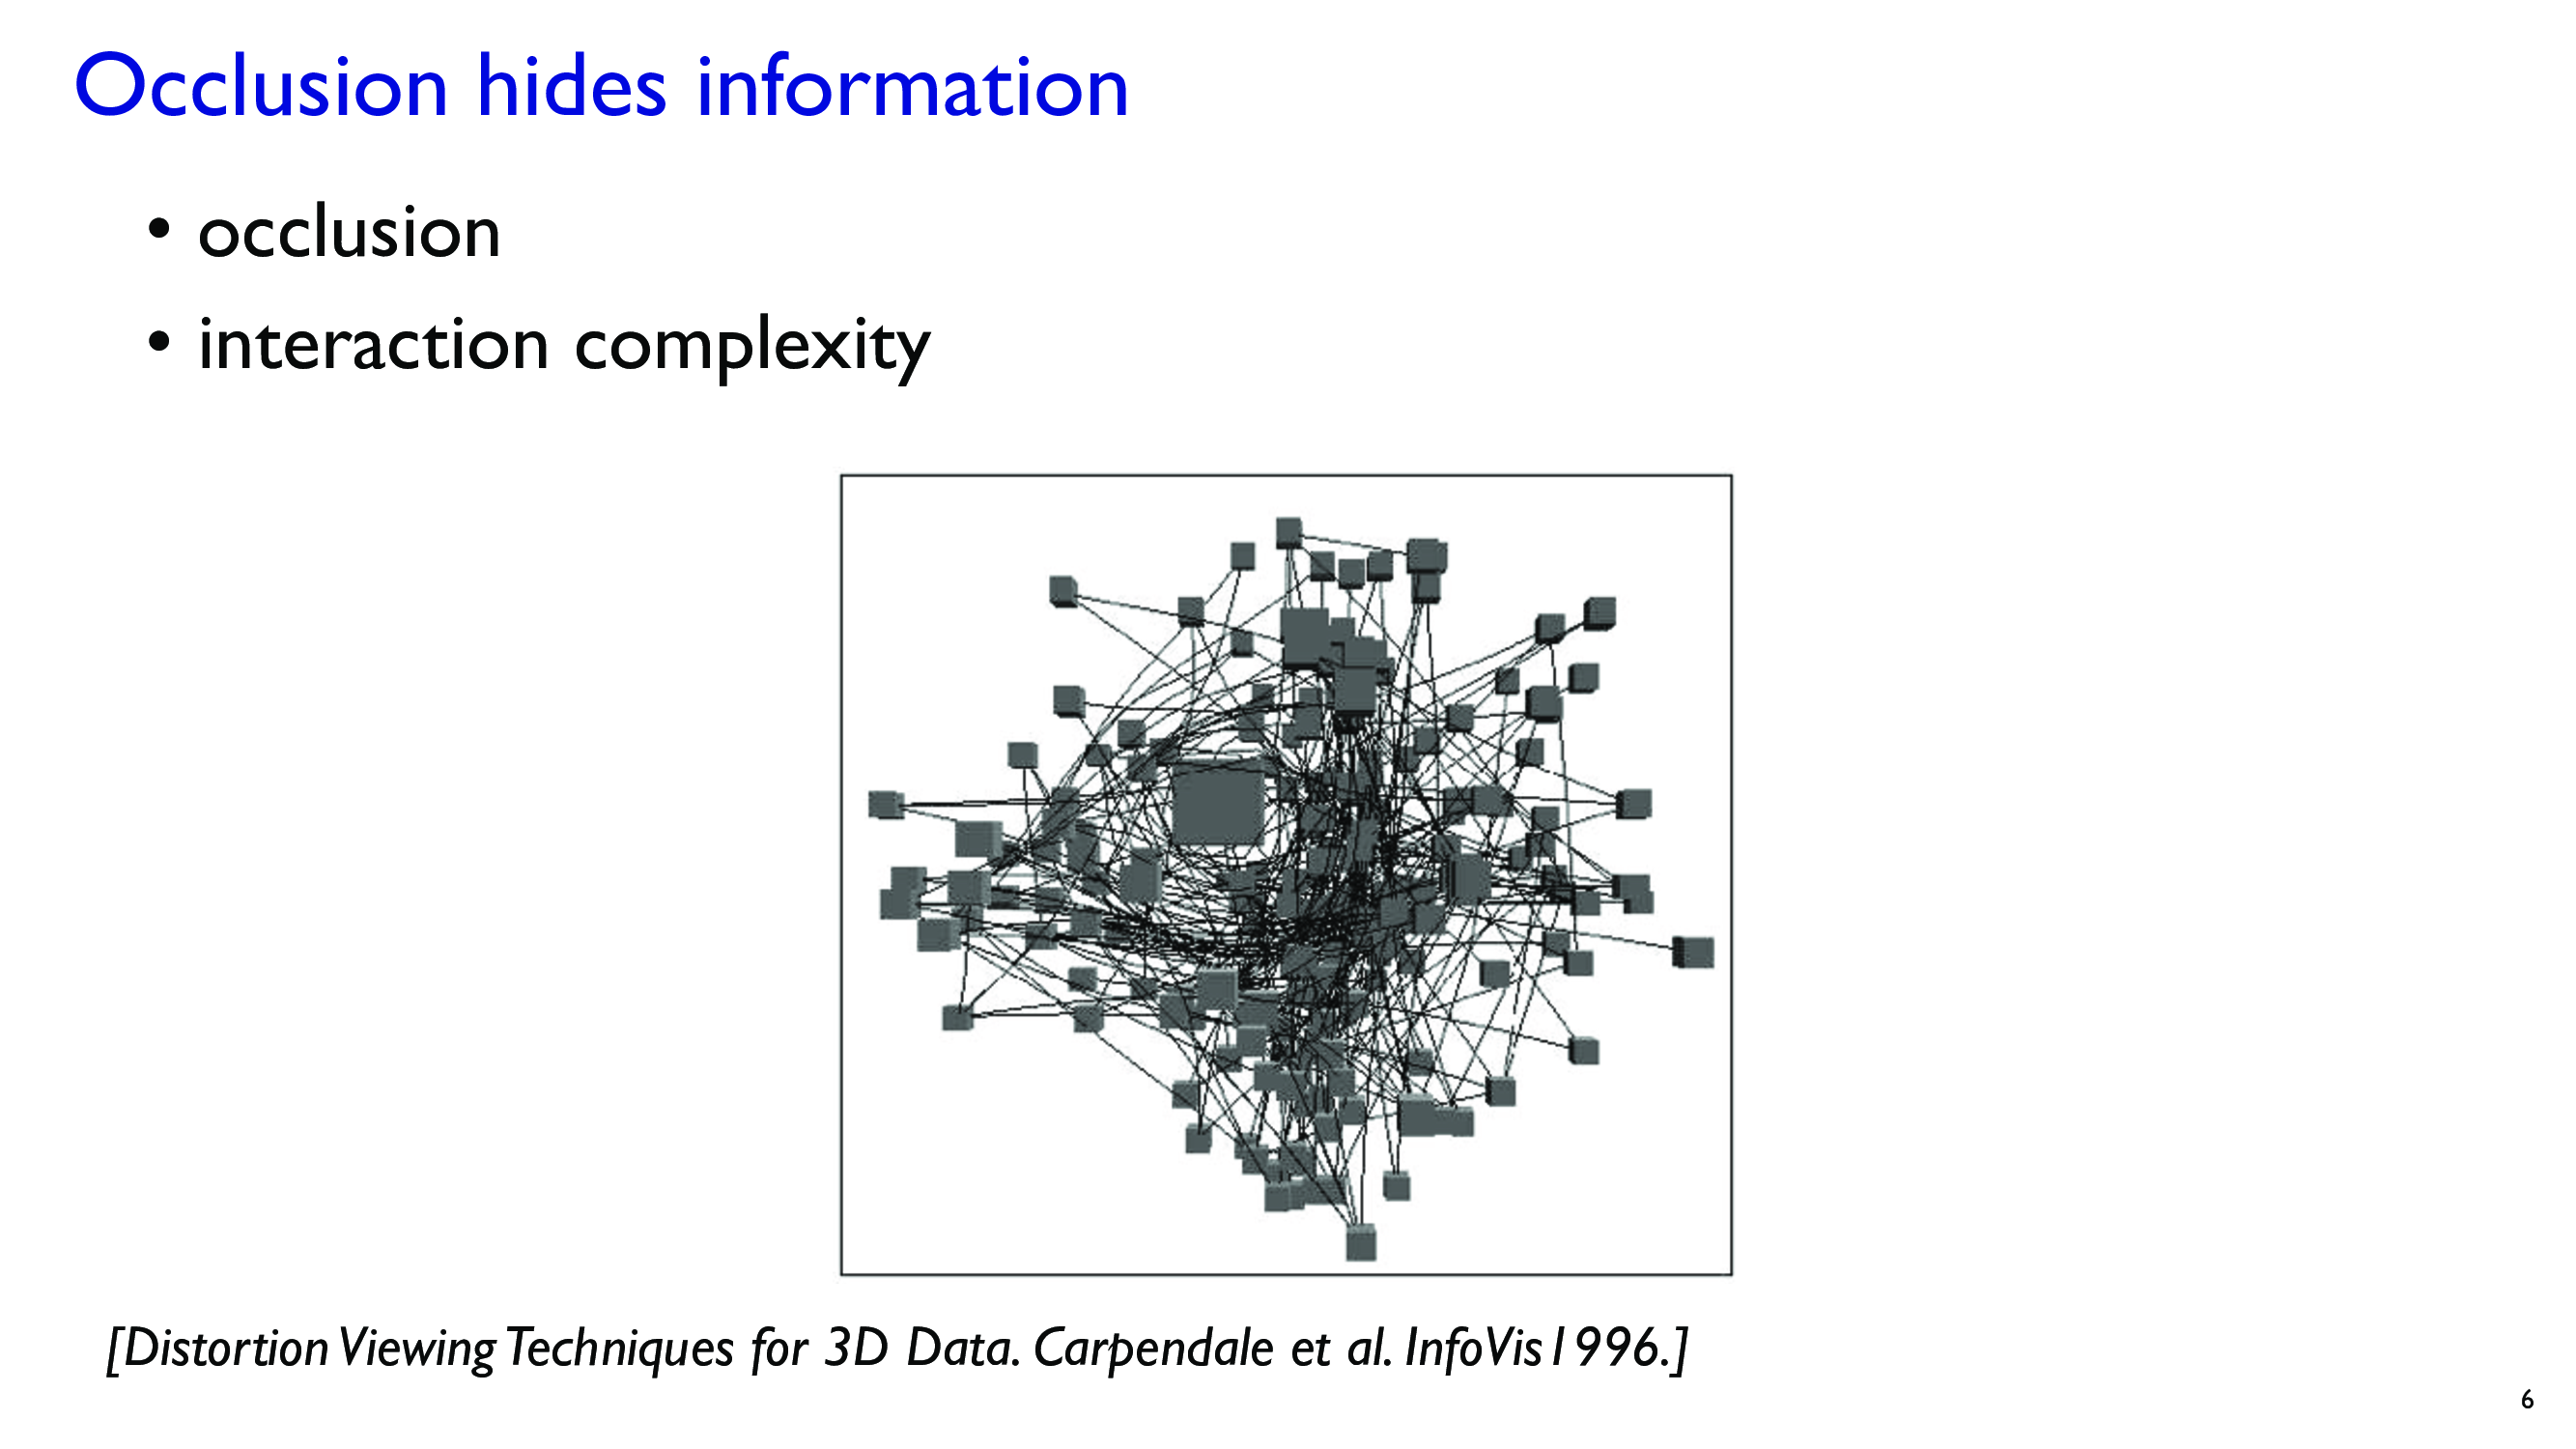 Occlusion hides information
• occlusion
• interaction complexity
[Distortion Viewing Techniques for 3D Data. Carpendale et al. InfoVis1996.]
6